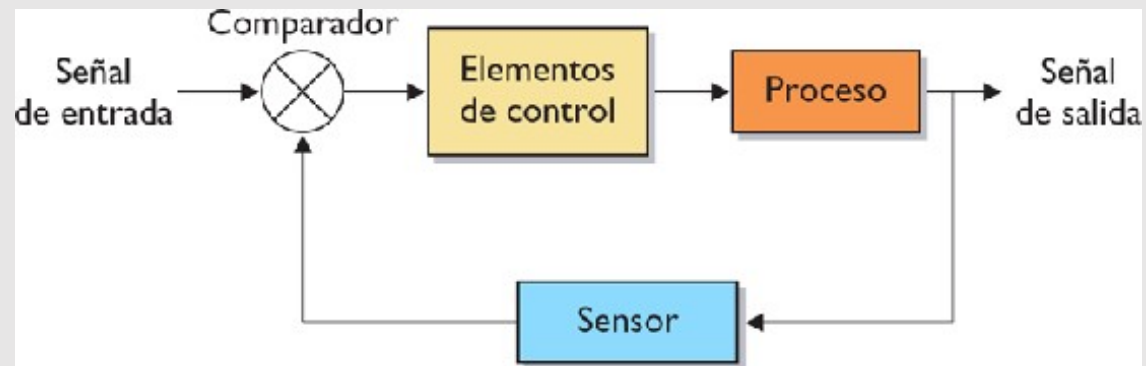 Comparador
Señal
de entrada
Elementos
de control
Proceso
Señal
de salida
Sensor